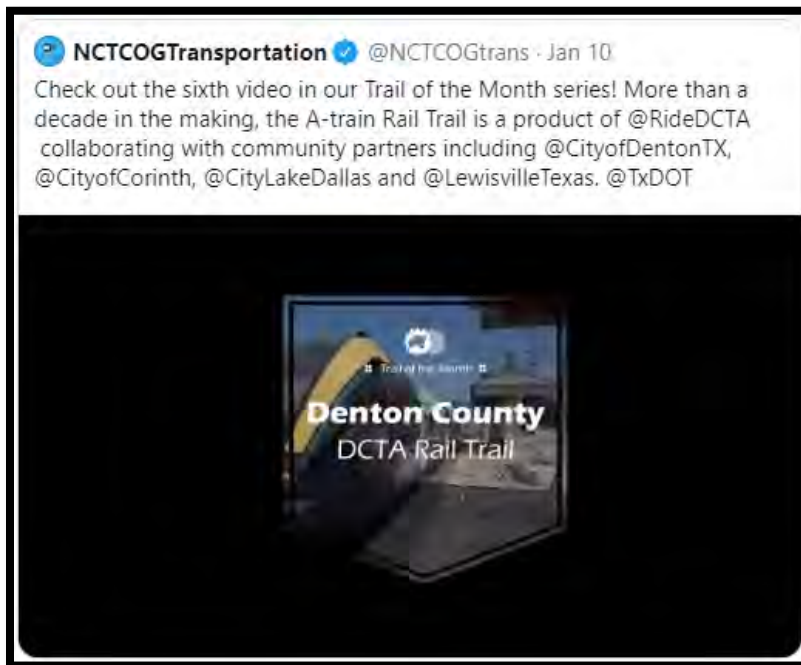 NCTCOGTransportation @NCTCOGtrans · Jan 10
Check out the sixth video in our Trail of the Month series! More than a
decade in the making, the A-train Rail Trail is a product of @RideDCTA
collaborating with community partners including @CityofDentonTX,
@CityofCorinth, @CityLakeDallas and @LewisvilleTexas. @TxDOT
Trail of the Month
Denton County
DCTA Rail Trail